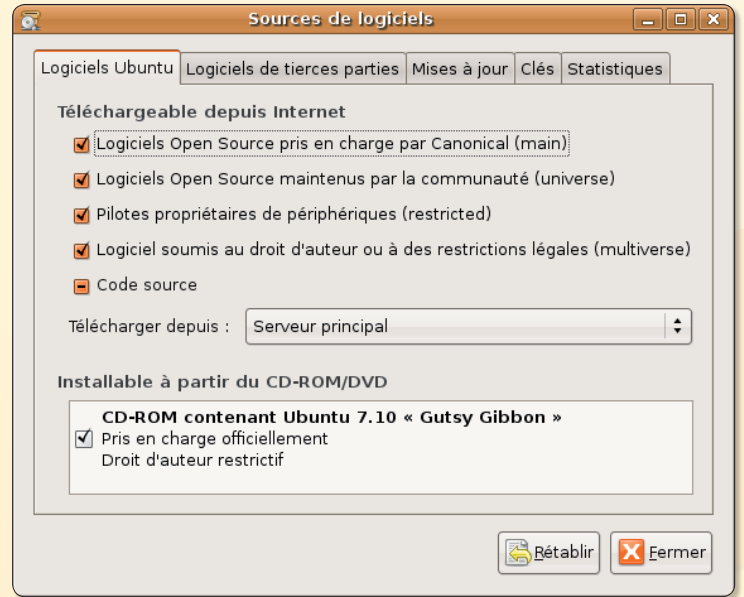 Sources de logiciels
Logiciels Ubuntu Logiciels de tierces parties Mises à jour Clés Statistiques
Téléchargeable depuis Internet
Logiciels Open Source pris en charge par Canonical (main)
Logiciels Open Source maintenus par la communauté (universe)
Pilotes propriétaires de périphériques (restricted)
Logiciel soumis au droit d'auteur ou à des restrictions légales (multiverse)
Code source
Télécharger depuis : Serveur principal
Installable à partir du CD-ROM/DVD
CD-ROM contenant Ubuntu 7.10 « Gutsy Gibbon »
Pris en charge officiellement
Droit d'auteur restrictif
Rétablir Fermer